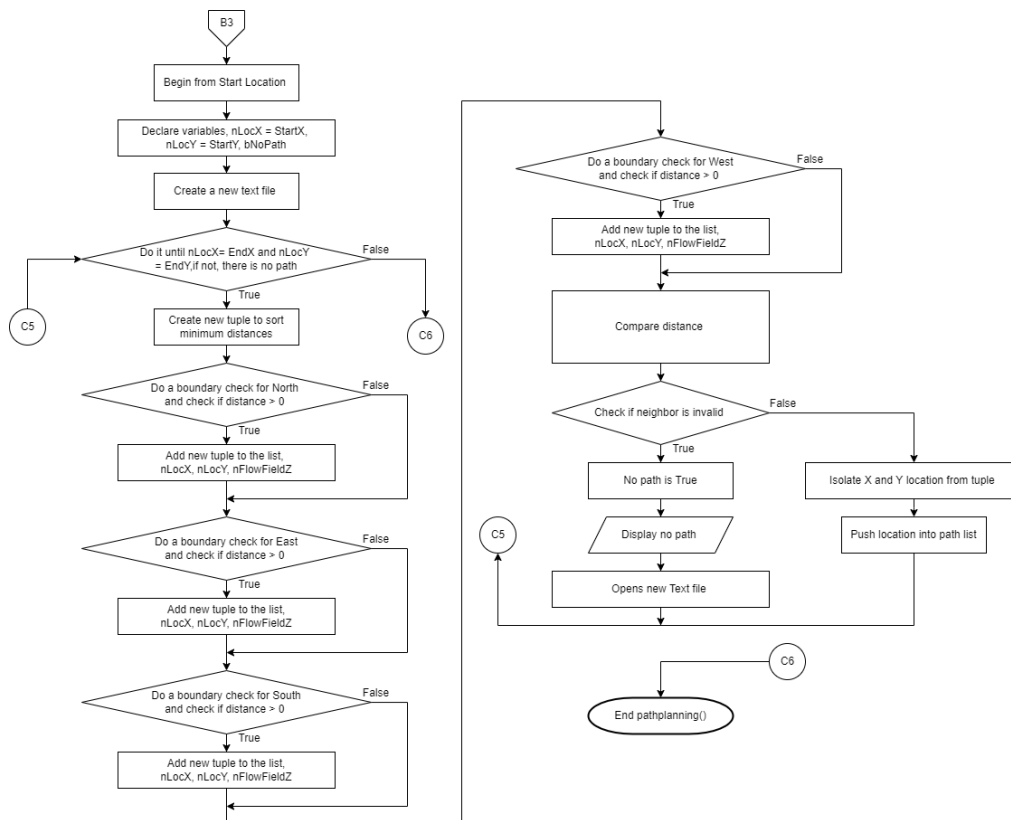 B3
Begin from Start Location
Declare variables, nLocX = StartX,
nLocY = StartY, bNoPath
Create a new text file
Do it until nLocX= EndX and nLocY
= EndY,if not, there is no path
False
True
C5
C6
Create new tuple to sort
minimum distances
Do a boundary check for North
and check if distance > 0
False
True
Add new tuple to the list,
nLocX, nLocY, nFlowFieldZ
Do a boundary check for East
and check if distance > 0
False
True
Add new tuple to the list,
nLocX, nLocY, nFlowFieldZ
Do a boundary check for South
and check if distance > 0
False
True
Add new tuple to the list,
nLocX, nLocY, nFlowFieldZ
Do a boundary check for West
and check if distance > 0
False
True
Add new tuple to the list,
nLocX, nLocY, nFlowFieldZ
Compare distance
Check if neighbor is invalid
False
True
No path is True
Isolate X and Y location from tuple
Display no path
Push location into path list
C5
Opens new Text file
C6
End pathplanning()